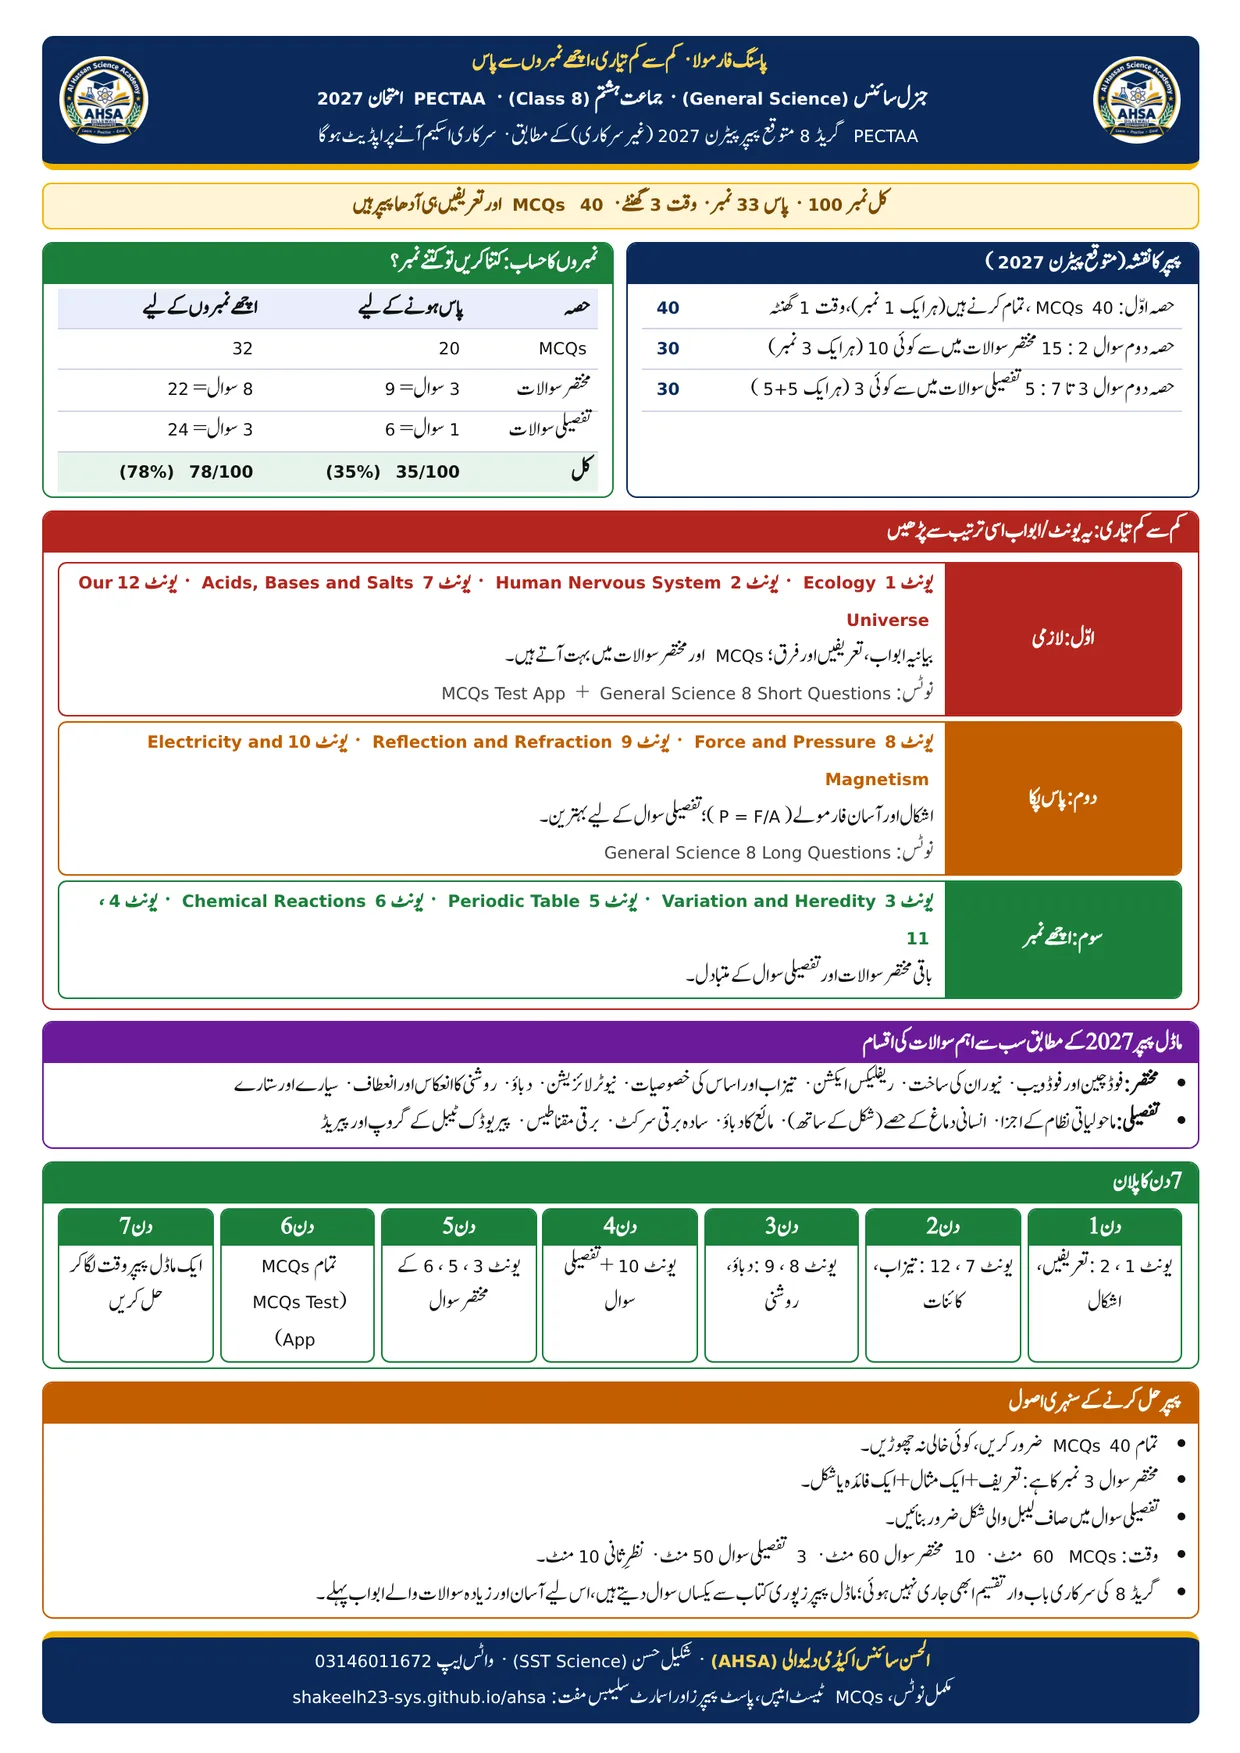 پاسنگ فارمولا · کم سے کم تیاری، اچھے نمبروں سے پاس
جنرل سائنس (General Science) · جماعت ہشتم (Class 8) · PECTAA امتحان 2027
PECTAA گریڈ 8 متوقع پیپر پیٹرن 2027 (غیر سرکاری) کے مطابق · سرکاری اسکیم آنے پر اپڈیٹ ہوگا
Al Hassan Science Academy
AHSA
Learn • Practice • Excel
Al Hassan Science Academy
AHSA
Learn • Practice • Excel
کل نمبر 100 · پاس 33 نمبر · وقت 3 گھنٹے · 40 MCQs اور تعریفیں ہی آدھا پیپر ہیں
پیپر کا نقشہ (متوقع پیٹرن 2027)
حصہ اوّل: 40 MCQs، تمام کرنے ہیں (ہر ایک 1 نمبر)، وقت 1 گھنٹہ 40
حصہ دوم سوال 2: 15 مختصر سوالات میں سے کوئی 10 (ہر ایک 3 نمبر) 30
حصہ دوم سوال 3 تا 7: 5 تفصیلی سوالات میں سے کوئی 3 (ہر ایک 5+5) 30
نمبروں کا حساب: کتنا کریں تو کتنے نمبر؟
حصہ پاس ہونے کے لیے اچھے نمبروں کے لیے
MCQs 20 32
مختصر سوالات 3 سوال = 9 8 سوال = 22
تفصیلی سوالات 1 سوال = 6 3 سوال = 24
کل 35/100 (35%) 78/100 (78%)
کم سے کم تیاری: یہ یونٹ/ابواب اسی ترتیب سے پڑھیں
اوّل: لازمی
یونٹ 1 Ecology · یونٹ 2 Human Nervous System · یونٹ 7 Acids, Bases and Salts · یونٹ 12 Our
Universe
بیانیہ ابواب، تعریفیں اور فرق؛ MCQs اور مختصر سوالات میں بہت آتے ہیں۔
نوٹس: MCQs Test App + General Science 8 Short Questions
دوم: پاس پکا
یونٹ 8 Force and Pressure · یونٹ 9 Reflection and Refraction · یونٹ 10 Electricity and
Magnetism
اشکال اور آسان فارمولے (P = F/A)؛ تفصیلی سوال کے لیے بہترین۔
نوٹس: General Science 8 Long Questions
سوم: اچھے نمبر
یونٹ 3 Variation and Heredity · یونٹ 5 Periodic Table · یونٹ 6 Chemical Reactions · یونٹ 4،
11
باقی مختصر سوالات اور تفصیلی سوال کے متبادل۔
ماڈل پیپر 2027 کے مطابق سب سے اہم سوالات کی اقسام
• مختصر: فوڈ چین اور فوڈ ویب · نیوران کی ساخت · ریفلیکس ایکشن · تیزاب اور اساس کی خصوصیات · نیوٹرلائزیشن · دباؤ · روشنی کا انعکاس اور انعطاف · سیارے اور ستارے
• تفصیلی: ماحولیاتی نظام کے اجزا · انسانی دماغ کے حصے (شکل کے ساتھ) · مائع کا دباؤ · سادہ برقی سرکٹ · برقی مقناطیس · پیریوڈک ٹیبل کے گروپ اور پیریڈ
7 دن کا پلان
دن 1
یونٹ 1، 2: تعریفیں،
اشکال
دن 2
یونٹ 7، 12: تیزاب،
کائنات
دن 3
یونٹ 8، 9: دباؤ،
روشنی
دن 4
یونٹ 10 + تفصیلی
سوال
دن 5
یونٹ 3، 5، 6 کے
مختصر سوال
دن 6
تمام MCQs
(MCQs Test
App)
دن 7
ایک ماڈل پیپر وقت لگا کر
حل کریں
پیپر حل کرنے کے سنہری اصول
• تمام 40 MCQs ضرور کریں، کوئی خالی نہ چھوڑیں۔
• مختصر سوال 3 نمبر کا ہے: تعریف + ایک مثال + ایک فائدہ یا شکل۔
• تفصیلی سوال میں صاف لیبل والی شکل ضرور بنائیں۔
• وقت: MCQs 60 منٹ · 10 مختصر سوال 60 منٹ · 3 تفصیلی سوال 50 منٹ · نظرِ ثانی 10 منٹ۔
• گریڈ 8 کی سرکاری باب وار تقسیم ابھی جاری نہیں ہوئی؛ ماڈل پیپرز پوری کتاب سے یکساں سوال دیتے ہیں، اس لیے آسان اور زیادہ سوالات والے ابواب پہلے۔
الحسن سائنس اکیڈمی دلیوالی (AHSA) · شکیل حسن (SST Science) · واٹس ایپ 03146011672
مکمل نوٹس، MCQs ٹیسٹ ایپس، پاسٹ پیپرز اور اسمارٹ سلیبس مفت: shakeelh23-sys.github.io/ahsa